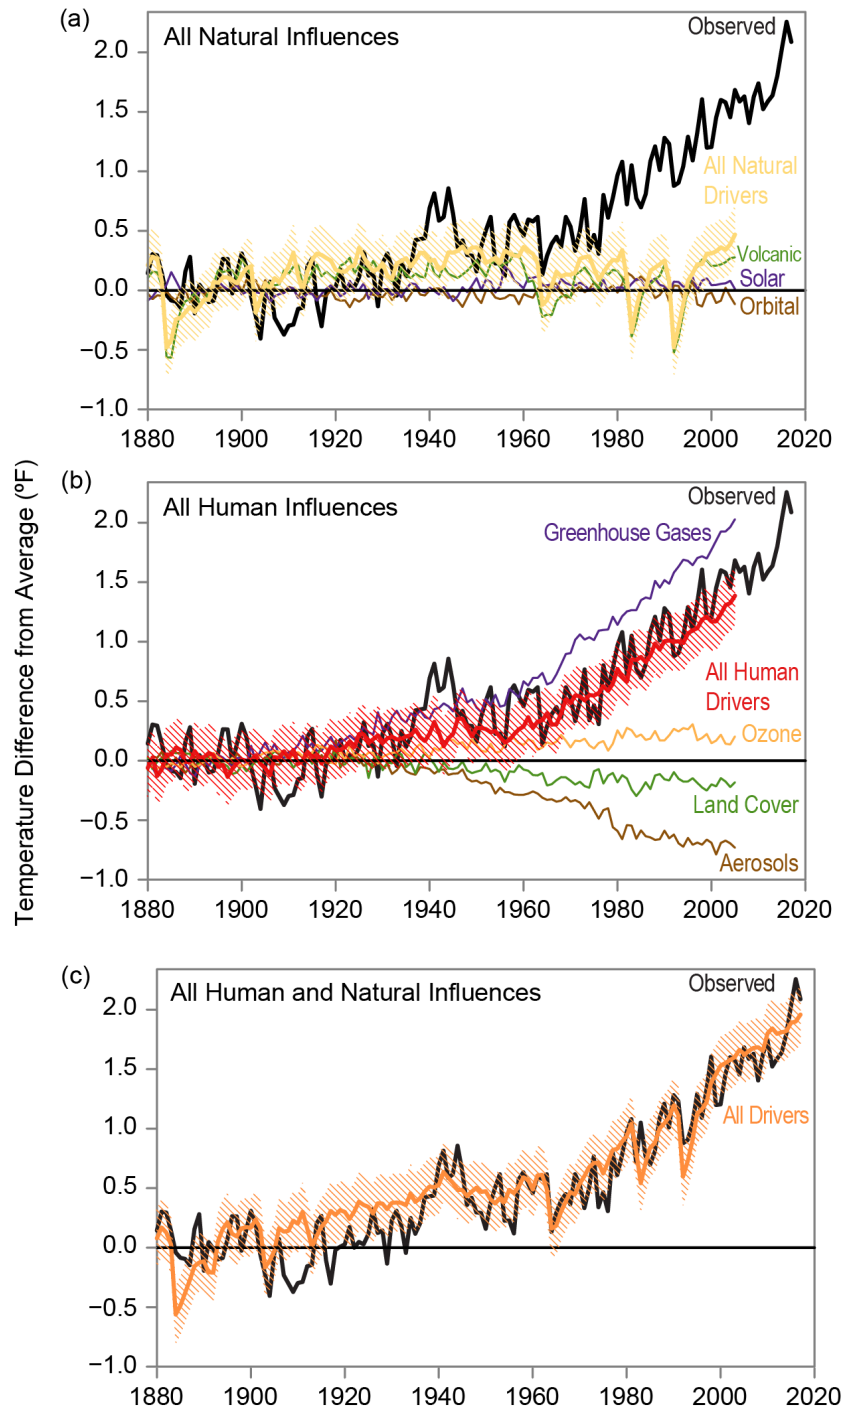 (a)
All Natural Influences
Observed
2.0
1.5
All Natural
Drivers
1.0
0.5
Volcanic
Solar
0.0
Orbital
−0.5
−1.0
1880 1900 1920 1940 1960 1980 2000 2020
Temperature Difference from Average (ºF)
(b)
All Human Influences
Observed
2.0
Greenhouse Gases
1.5
1.0
All Human
Drivers
0.5
Ozone
0.0
Land Cover
−0.5
Aerosols
−1.0
1880 1900 1920 1940 1960 1980 2000 2020
(c)
All Human and Natural Influences
Observed
2.0
1.5
All Drivers
1.0
0.5
0.0
−0.5
−1.0
1880 1900 1920 1940 1960 1980 2000 2020